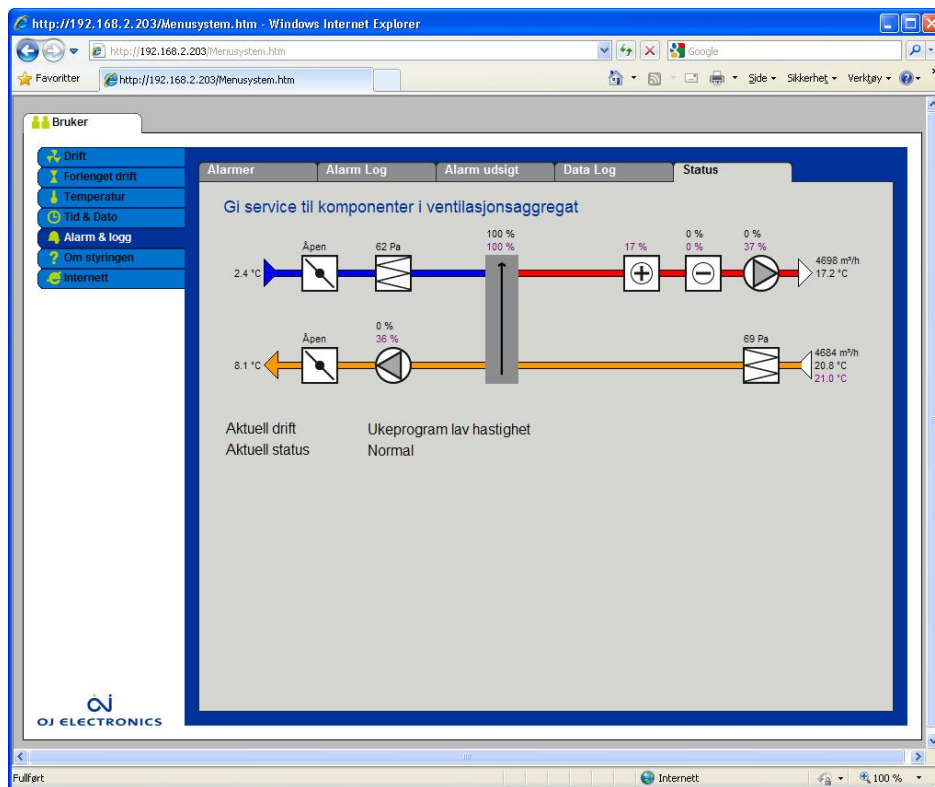 http://192.168.2.203/Menusystem.htm - Windows Internet Explorer
http://192.168.2.203/Menusystem.htm
Google
Favoritter
http://192.168.2.203/Menusystem.htm
Side
Sikkerhet
Verktøy
Bruker
Drift
Forlenget drift
Temperatur
Tid & Dato
Alarm & logg
Om styringen
Internett
Alarmer
Alarm Log
Alarm udsigt
Data Log
Status
Gi service til komponenter i ventilasjonsaggregat
100 %
0 %
0 %
Åpen
62 Pa
100 %
17 %
0 %
37 %
2.4 °C
4698 m³/h
17.2 °C
0 %
Åpen
36 %
69 Pa
8.1 °C
4684 m³/h
20.8 °C
21.0 °C
Aktuell drift Ukeprogram lav hastighet
Aktuell status Normal
OJ ELECTRONICS
Fullført
Internett
100 %